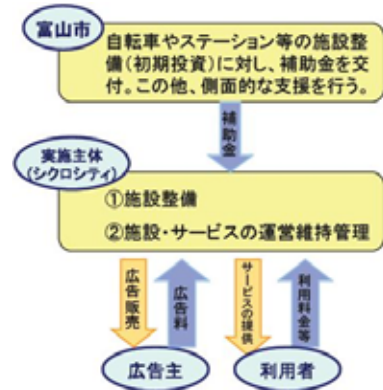 富山市
自転車やステーション等の施設整
備(初期投資)に対し、補助金を交
付。この他、側面的な支援を行う。
補助金
実施主体
(シクロシティ)
①施設整備
②施設・サービスの運営維持管理
広告販売
広告料
サービスの提供
利用料金等
広告主
利用者